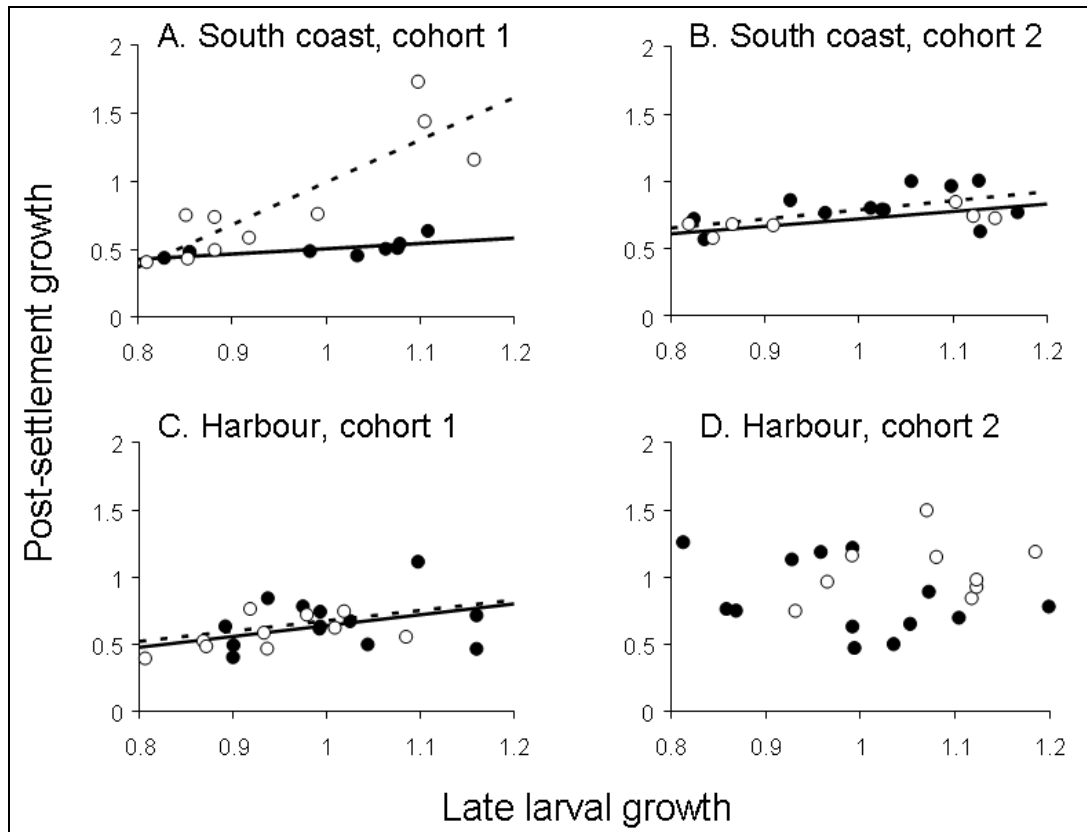 A. South coast, cohort 1
2
1.5
1
0.5
0
0.8 0.9 1 1.1 1.2
B. South coast, cohort 2
2
1.5
1
0.5
0
0.8 0.9 1 1.1 1.2
Post-settlement growth
C. Harbour, cohort 1
2
1.5
1
0.5
0
0.8 0.9 1 1.1 1.2
D. Harbour, cohort 2
2
1.5
1
0.5
0
0.8 0.9 1 1.1 1.2
Late larval growth